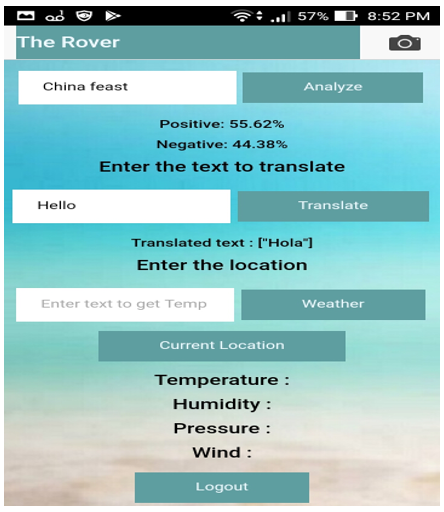 57% 8:52 PM
The Rover
China feast Analyze
Positive: 55.62%
Negative: 44.38%
Enter the text to translate
Hello Translate
Translated text : ["Hola"]
Enter the location
Enter text to get Temp Weather
Current Location
Temperature :
Humidity :
Pressure :
Wind :
Logout